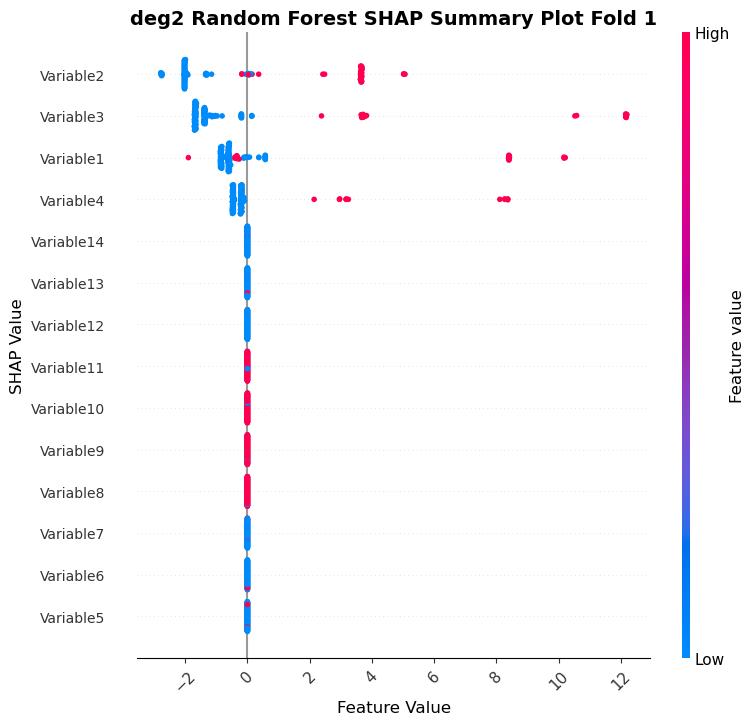 deg2 Random Forest SHAP Summary Plot Fold 1
High
Variable2
Variable3
Variable1
Variable4
Variable14
Variable13
Variable12
Variable11
Variable10
Variable9
Variable8
Variable7
Variable6
Variable5
SHAP Value
Feature value
Low
−2 0 2 4 6 8 10 12
Feature Value